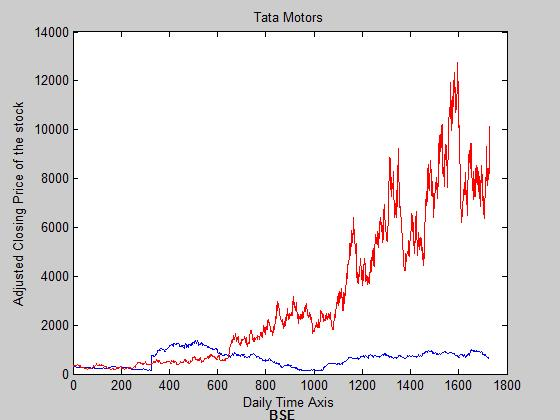 Tata Motors
14000
12000
10000
8000
6000
4000
2000
0
Adjusted Closing Price of the stock
0 200 400 600 800 1000 1200 1400 1600 1800
Daily Time Axis
BSE